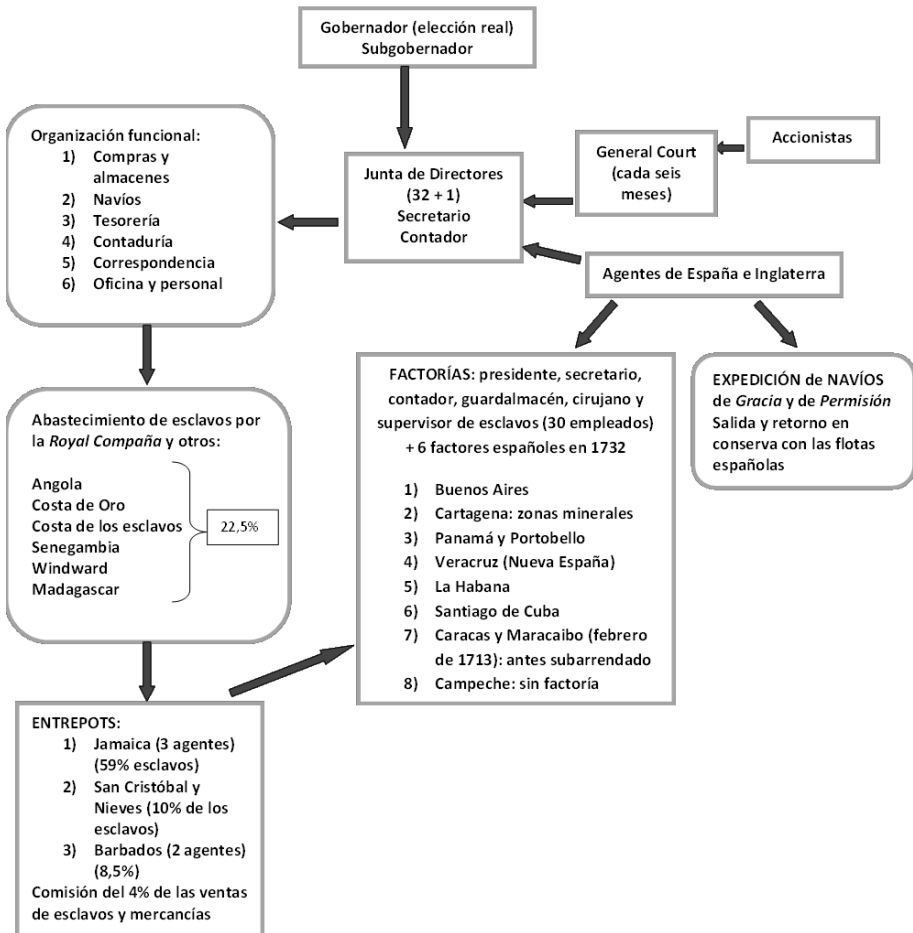 Gobernador (elección real)
Subgobernador
Organización funcional:
1) Compras y
almacenes
2) Navíos
3) Tesorería
4) Contaduría
5) Correspondencia
6) Oficina y personal
Junta de Directores
(32 + 1)
Secretario
Contador
General Court
(cada seis
meses)
Accionistas
Agentes de España e Inglaterra
Abastecimiento de esclavos por
la Royal Compaña y otros:
Angola
Costa de Oro
Costa de los esclavos
Senegambia
Windward
Madagascar
22,5%
FACTORÍAS: presidente, secretario,
contador, guardalmacén, cirujano y
supervisor de esclavos (30 empleados)
+ 6 factores españoles en 1732
1) Buenos Aires
2) Cartagena: zonas minerales
3) Panamá y Portobello
4) Veracruz (Nueva España)
5) La Habana
6) Santiago de Cuba
7) Caracas y Maracaibo (febrero
de 1713): antes subarrendado
8) Campeche: sin factoría
EXPEDICIÓN de NAVÍOS
de Gracia y de Permisión
Salida y retorno en
conserva con las flotas
españolas
ENTREPOTS:
1) Jamaica (3 agentes)
(59% esclavos)
2) San Cristóbal y
Nieves (10% de los
esclavos)
3) Barbados (2 agentes)
(8,5%)
Comisión del 4% de las ventas
de esclavos y mercancías